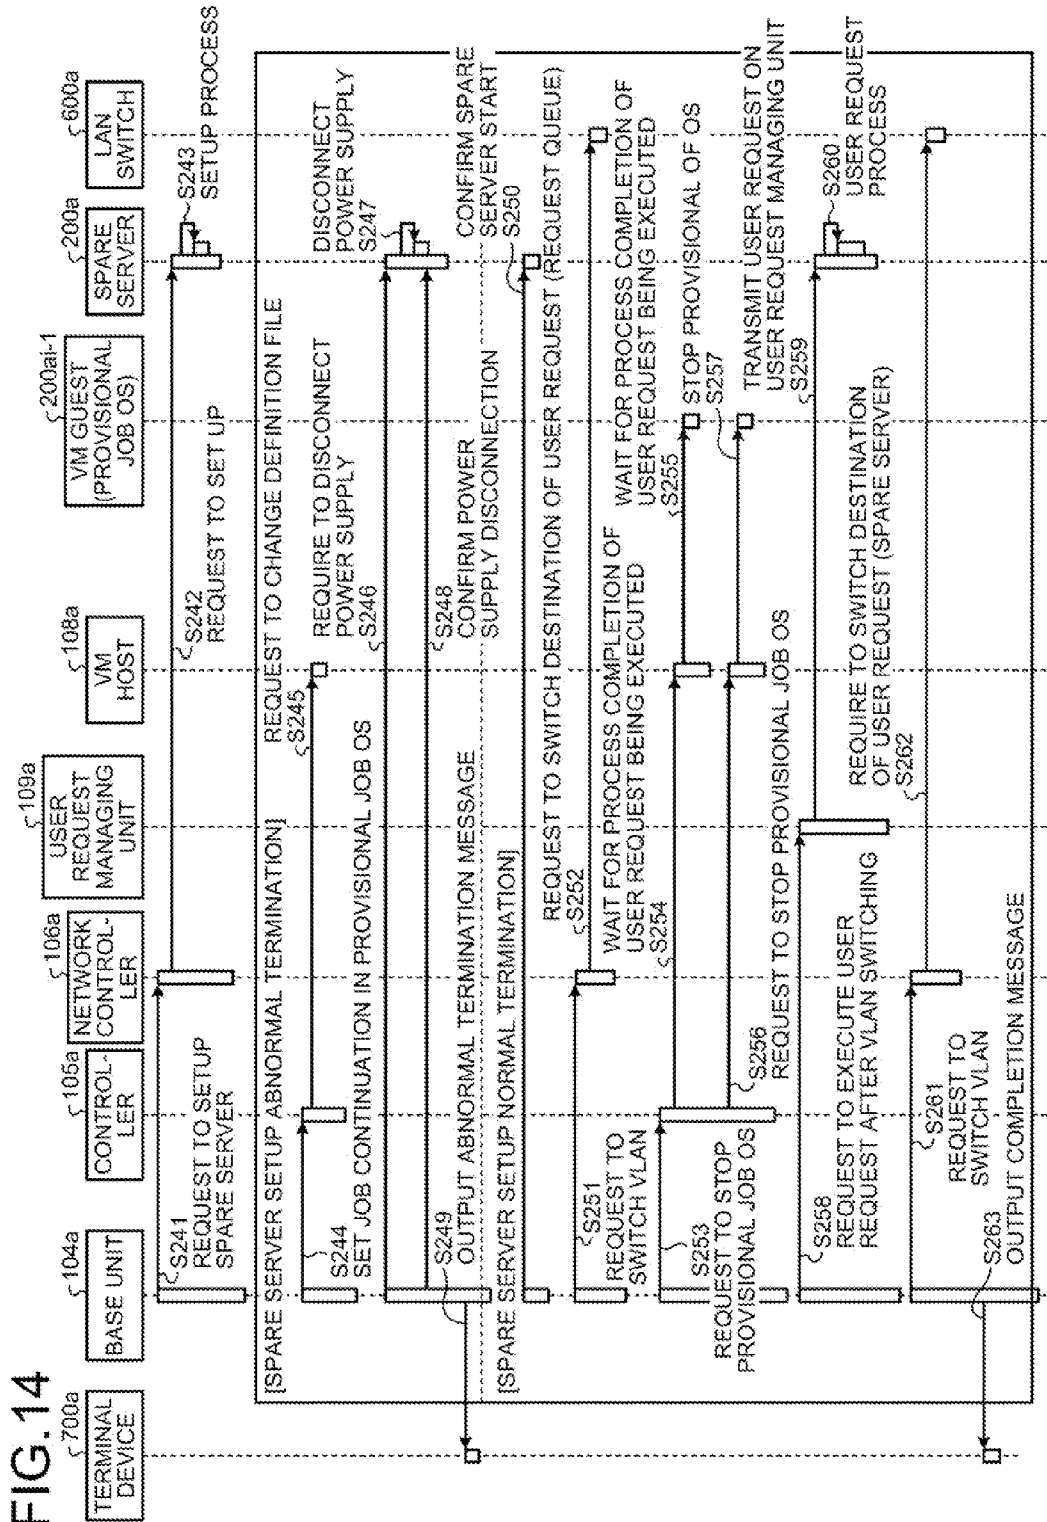 FIG.14
700a
TERMINAL
DEVICE
104a
BASE UNIT
105a
CONTROL-
LER
106a
NETWORK
CONTROL-
LER
109a
USER
REQUEST
MANAGING
UNIT
108a
VM
HOST
200ai-1
VM GUEST
(PROVISIONAL
JOB OS)
200a
SPARE
SERVER
600a
LAN
SWITCH
S241
REQUEST TO SETUP
SPARE SERVER
S242
REQUEST TO SET UP
S243
SETUP PROCESS
[SPARE SERVER SETUP ABNORMAL TERMINATION]
S244
SET JOB CONTINUATION IN PROVISIONAL JOB OS
REQUEST TO CHANGE DEFINITION FILE
S245
REQUIRE TO DISCONNECT
POWER SUPPLY
S246
DISCONNECT
POWER SUPPLY
S247
S248
CONFIRM POWER
SUPPLY DISCONNECTION
S249
OUTPUT ABNORMAL TERMINATION MESSAGE
[SPARE SERVER SETUP NORMAL TERMINATION]
CONFIRM SPARE
SERVER START
S250
S251
REQUEST TO
SWITCH VLAN
REQUEST TO SWITCH DESTINATION OF USER REQUEST (REQUEST QUEUE)
S252
S253
REQUEST TO STOP
PROVISIONAL JOB OS
WAIT FOR PROCESS COMPLETION OF
USER REQUEST BEING EXECUTED
S254
WAIT FOR PROCESS COMPLETION OF
USER REQUEST BEING EXECUTED
S255
S256
REQUEST TO STOP PROVISIONAL JOB OS
STOP PROVISIONAL OF OS
S257
S258
REQUEST TO EXECUTE USER
REQUEST AFTER VLAN SWITCHING
TRANSMIT USER REQUEST ON
USER REQUEST MANAGING UNIT
S259
S260
USER REQUEST
PROCESS
S261
REQUEST TO
SWITCH VLAN
REQUIRE TO SWITCH DESTINATION
OF USER REQUEST (SPARE SERVER)
S262
S263
OUTPUT COMPLETION MESSAGE